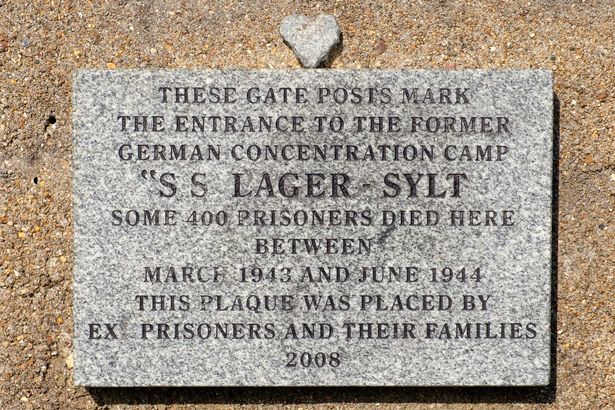 THESE GATE POSTS MARK
THE ENTRANCE TO THE FORMER
GERMAN CONCENTRATION CAMP
"S S LAGER - SYLT
SOME 400 PRISONERS DIED HERE
BETWEEN
MARCH 1943 AND JUNE 1944
THIS PLAQUE WAS PLACED BY
EX PRISONERS AND THEIR FAMILIES
2008